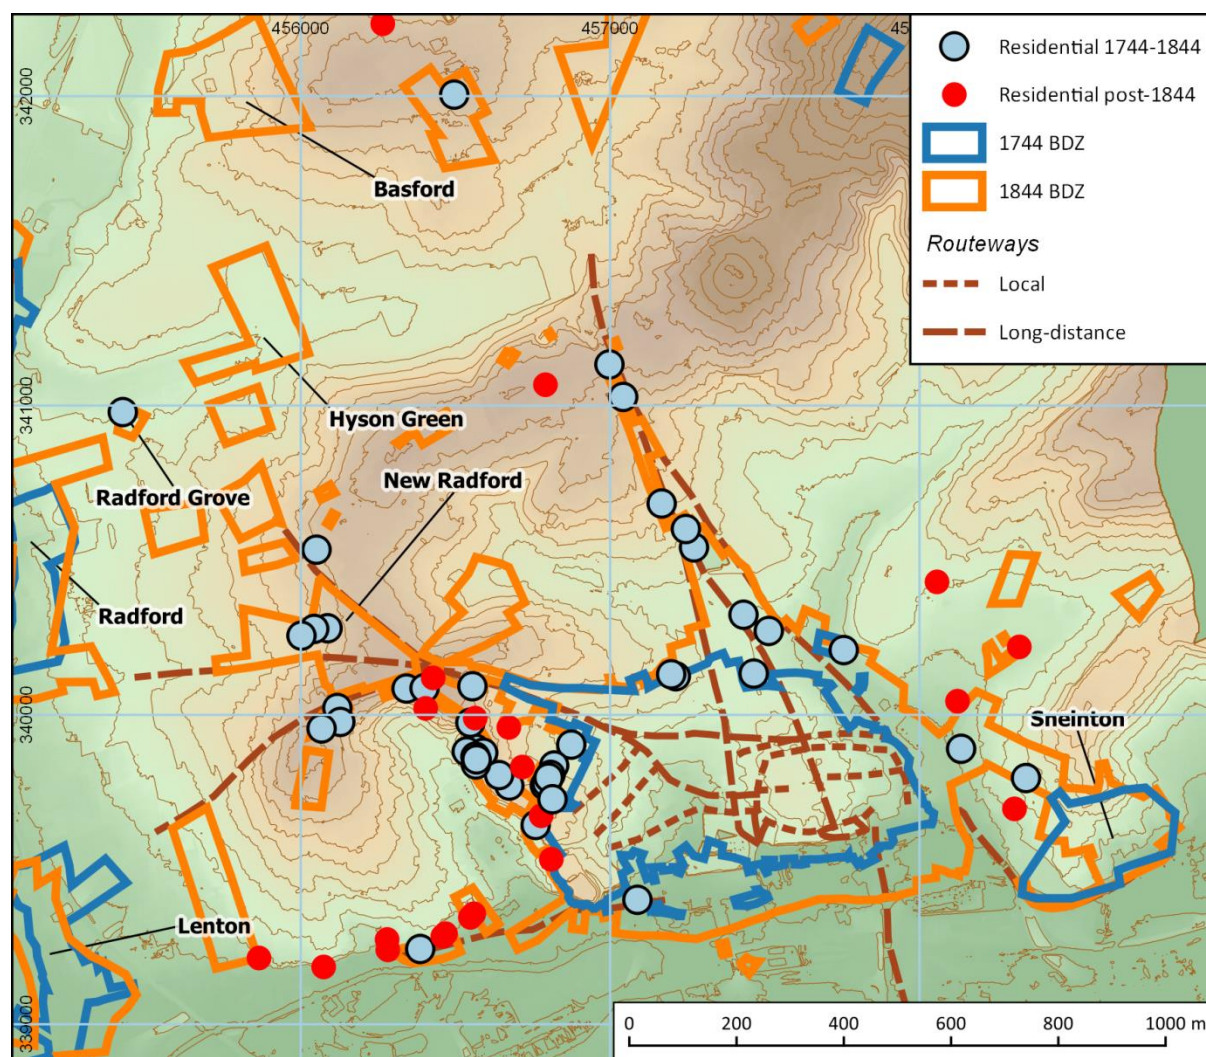 456000
457000
45
342000
341000
340000
339000
Residential 1744-1844
Residential post-1844
1744 BDZ
1844 BDZ
Routeways
Local
Long-distance
Basford
Hyson Green
New Radford
Radford Grove
Radford
Sneinton
Lenton
0 200 400 600 800 1000 m